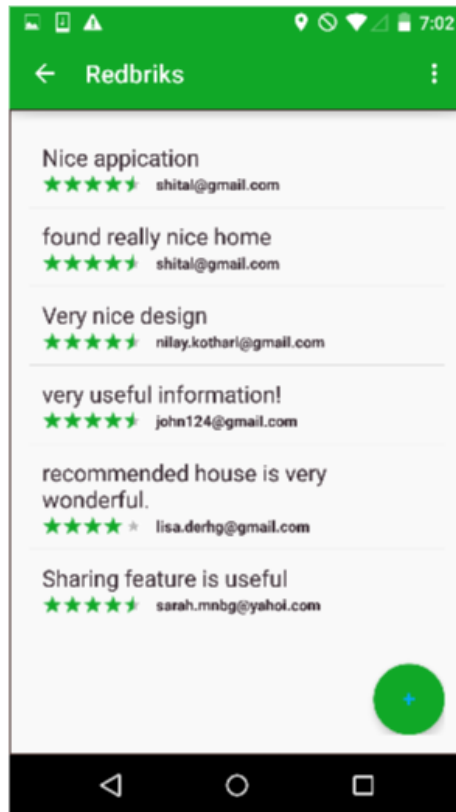 7:02
Redbriks
Nice appication
shital@gmail.com
found really nice home
shital@gmail.com
Very nice design
nilay.kothari@gmail.com
very useful information!
john124@gmail.com
recommended house is very
wonderful.
lisa.derhg@gmail.com
Sharing feature is useful
sarah.mnbg@yahoi.com
+